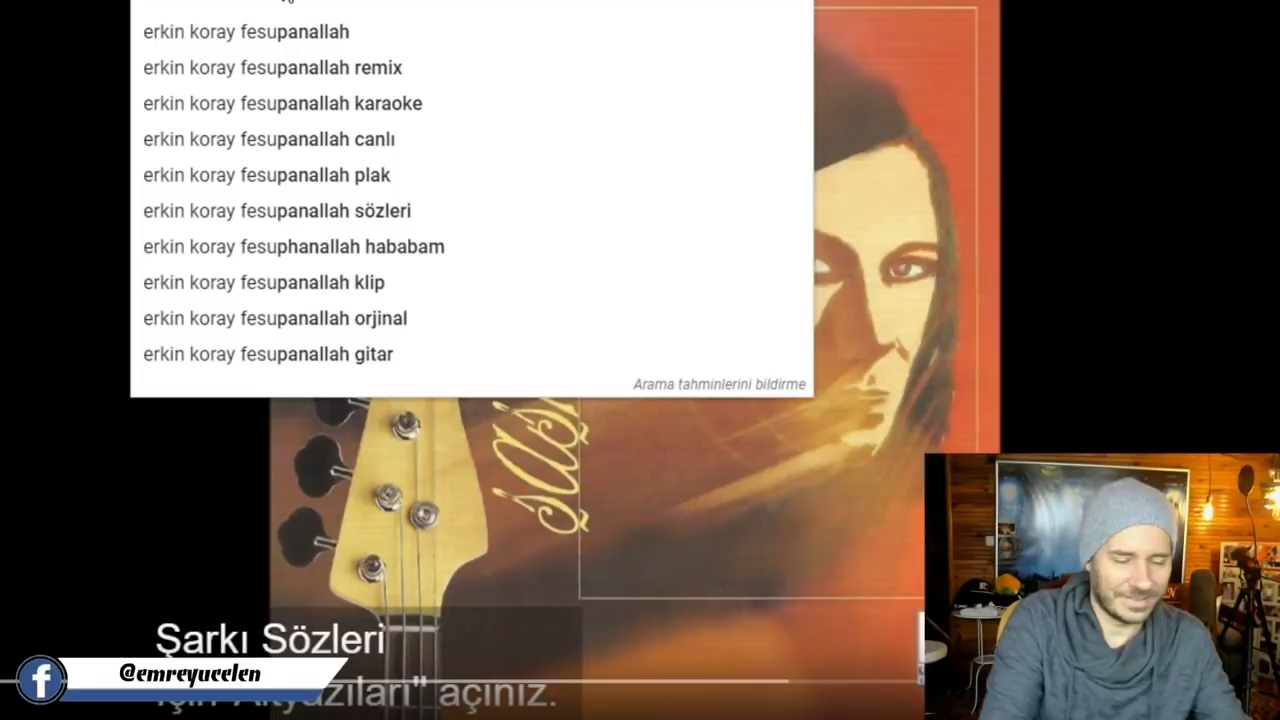 erkin koray fesupanallah
erkin koray fesupanallah remix
erkin koray fesupanallah karaoke
erkin koray fesupanallah canlı
erkin koray fesupanallah plak
erkin koray fesupanallah sözleri
erkin koray fesuphanallah hababam
erkin koray fesupanallah klip
erkin koray fesupanallah orjinal
erkin koray fesupanallah gitar
Arama tahminlerini bildirme
Şarkı Sözleri
@emreyucelen
için "Altyazıları" açınız.